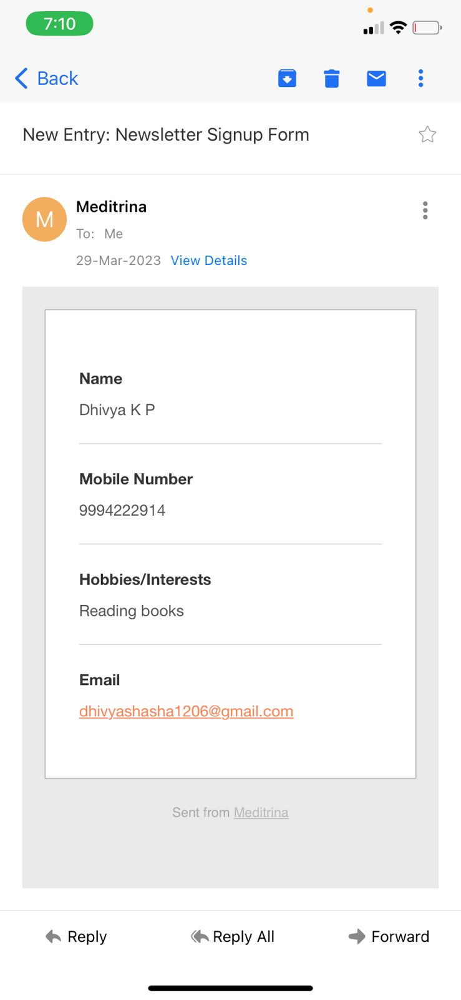 7:10
Back
New Entry: Newsletter Signup Form
M
Meditrina
To: Me
29-Mar-2023 View Details
Name
Dhivya K P
Mobile Number
9994222914
Hobbies/Interests
Reading books
Email
dhivyashasha1206@gmail.com
Sent from Meditrina
Reply Reply All Forward